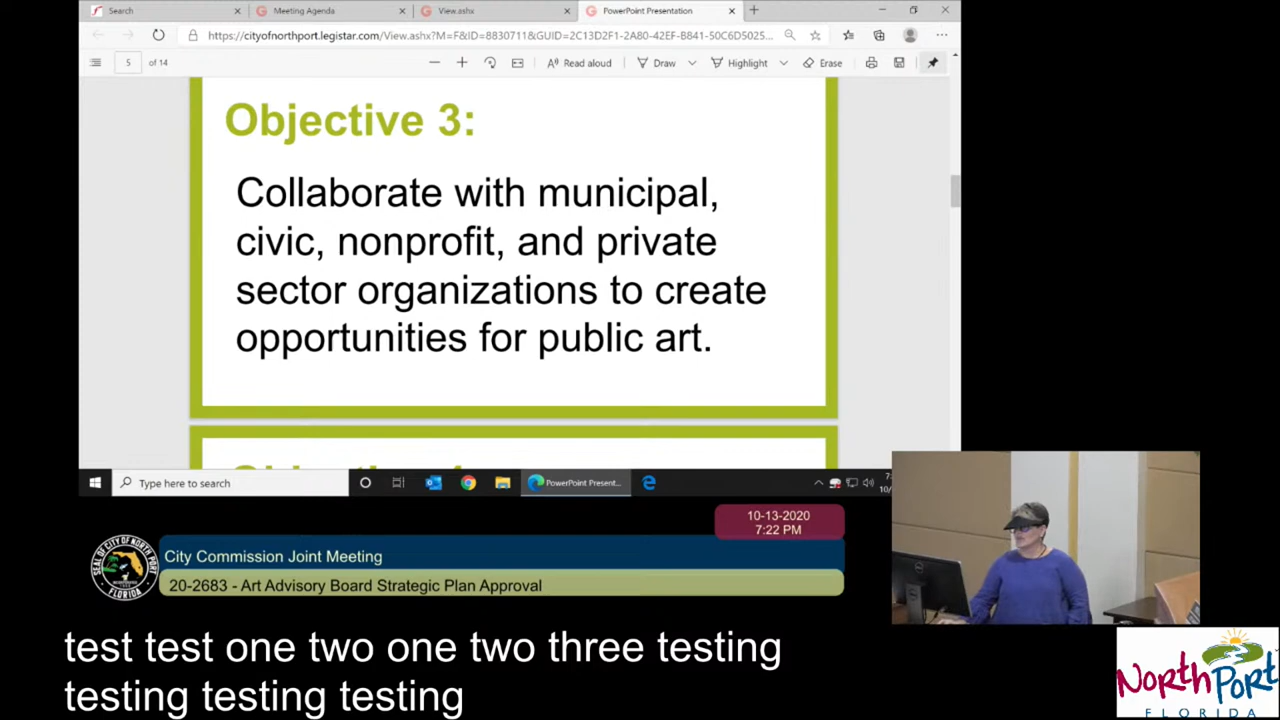 Search
Meeting Agenda
View.ashx
PowerPoint Presentation
https://cityofnorthport.legistar.com/View.ashx?M=F&ID=8830711&GUID=2C13D2F1-2A80-42EF-B841-50C6D5025...
5 of 14
Read aloud
Draw
Highlight
Erase
Objective 3:
Collaborate with municipal,
civic, nonprofit, and private
sector organizations to create
opportunities for public art.
Type here to search
PowerPoint Present...
10-13-2020
7:22 PM
City Commission Joint Meeting
20-2683 - Art Advisory Board Strategic Plan Approval
test test one two one two three testing
testing testing testing
North Port
FLORIDA